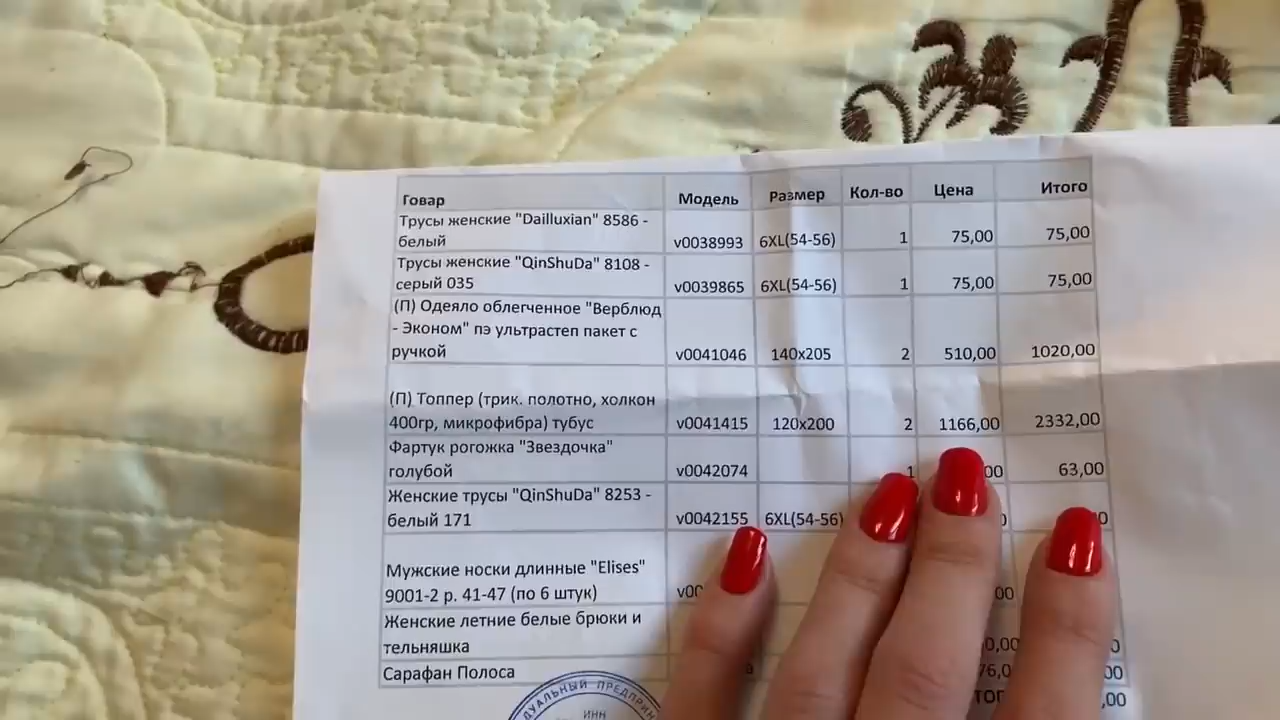 Товар Модель Размер Кол-во Цена Итого
Трусы женские "Dailluxian" 8586 -
белый v0038993 6XL(54-56) 1 75,00 75,00
Трусы женские "QinShuDa" 8108 -
серый 035 v0039865 6XL(54-56) 1 75,00 75,00
(П) Одеяло облегченное "Верблюд
- Эконом" пэ ультрастеп пакет с
ручкой v0041046 140x205 2 510,00 1020,00
(П) Топпер (трик. полотно, холкон
400гр, микрофибра) тубус v0041415 120x200 2 1166,00 2332,00
Фартук рогожка "Звездочка"
голубой v0042074 1 63,00
Женские трусы "QinShuDa" 8253 -
белый 171 v0042155 6XL(54-56)
Мужские носки длинные "Elises"
9001-2 р. 41-47 (по 6 штук)
Женские летние белые брюки и
тельняшка
Сарафан Полоса
ИНН